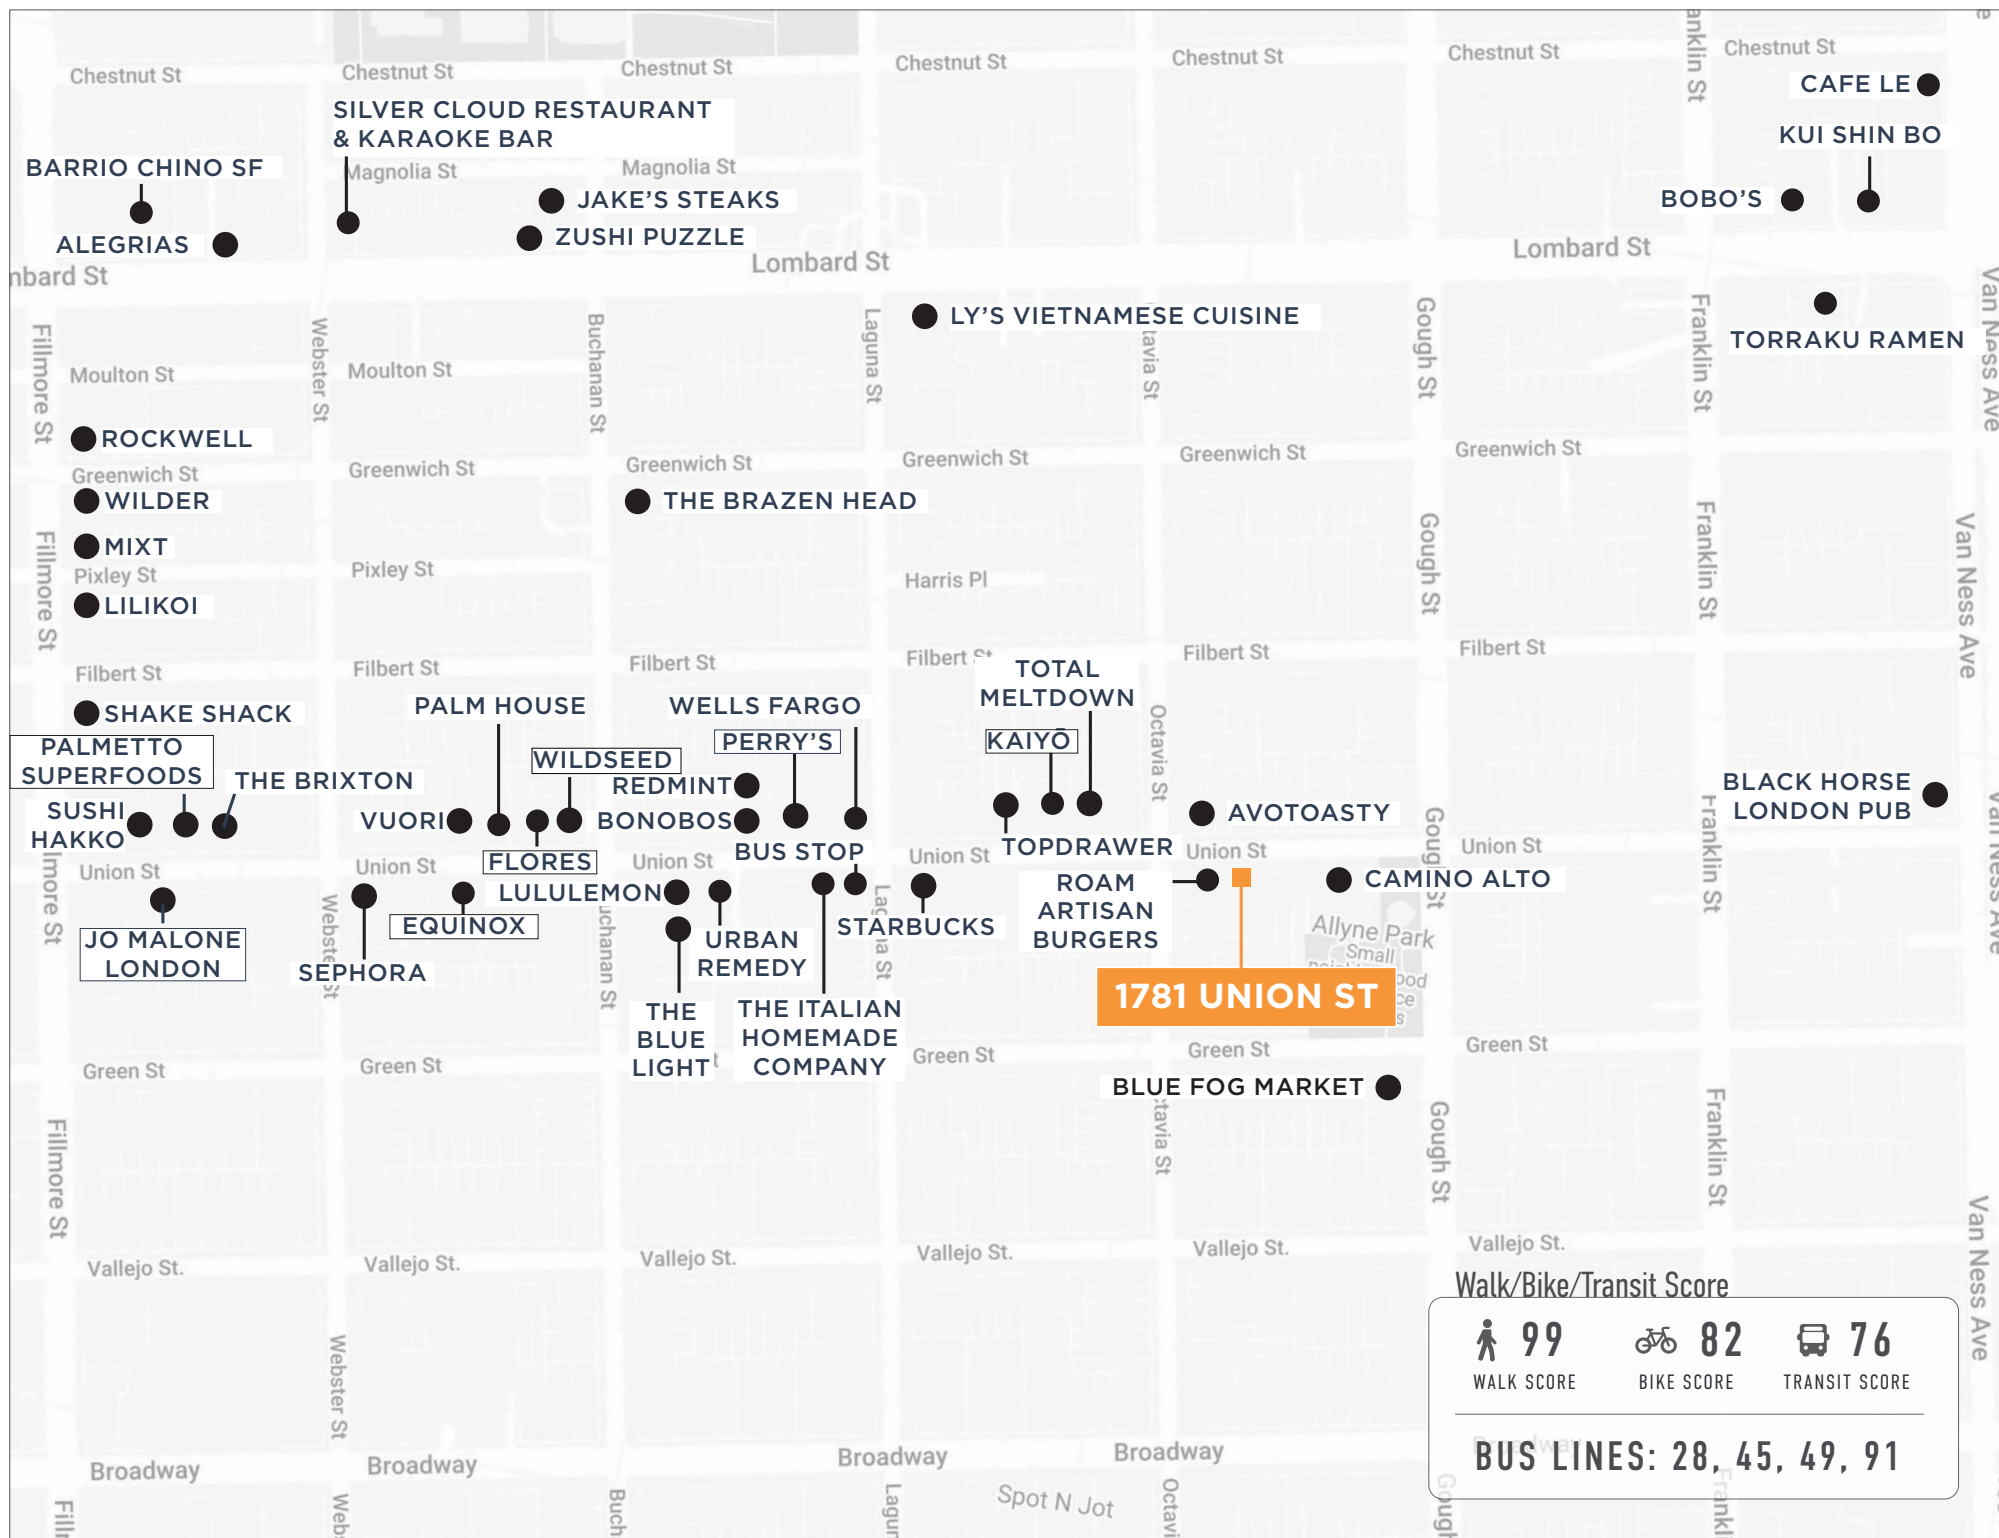 Chestnut St
Chestnut St
Chestnut St
Chestnut St
Chestnut St
Chestnut St
Chestnut St
CAFE LE
SILVER CLOUD RESTAURANT
& KARAOKE BAR
KUI SHIN BO
BARRIO CHINO SF
Magnolia St
Magnolia St
JAKE'S STEAKS
BOBO'S
ALEGRIAS
ZUSHI PUZZLE
Lombard St
Lombard St
mbard St
LY'S VIETNAMESE CUISINE
TORRAKU RAMEN
Fillmore St
Webster St
Buchanan St
Laguna St
tavia St
Gough St
Franklin St
Van Ness Ave
Moulton St
Moulton St
ROCKWELL
Greenwich St
Greenwich St
Greenwich St
Greenwich St
Greenwich St
Greenwich St
WILDER
THE BRAZEN HEAD
MIXT
Pixley St
Pixley St
Harris Pl
LILIKOI
Fillmore St
Gough St
Franklin St
Van Ness Ave
Filbert St
Filbert St
Filbert St
Filbert St
Filbert St
Filbert St
SHAKE SHACK
PALM HOUSE
WELLS FARGO
TOTAL
MELTDOWN
PALMETTO
SUPERFOODS
THE BRIXTON
WILDSEED
PERRY'S
KAIYŌ
Octavia St
REDMINT
SUSHI
HAKKO
VUORI
BONOBOS
AVOTOASTY
BLACK HORSE
LONDON PUB
FLORES
BUS STOP
TOPDRAWER
Union St
Union St
Union St
Union St
Union St
Union St
LULULEMON
ROAM
ARTISAN
BURGERS
CAMINO ALTO
EQUINOX
STARBUCKS
JO MALONE
LONDON
SEPHORA
URBAN
REMEDY
Allyne Park
Small
1781 UNION ST
Franklin St
THE
BLUE
LIGHT
THE ITALIAN
HOMEMADE
COMPANY
Green St
Green St
Green St
Green St
Green St
BLUE FOG MARKET
Fillmore St
tavia St
Gough St
Franklin St
Van Ness Ave
Vallejo St.
Vallejo St.
Vallejo St.
Vallejo St.
Vallejo St.
Vallejo St.
Webster St
Walk/Bike/Transit Score
99
82
76
WALK SCORE
BIKE SCORE
TRANSIT SCORE
BUS LINES: 28, 45, 49, 91
Broadway
Broadway
Broadway
Broadway
Spot N Jot